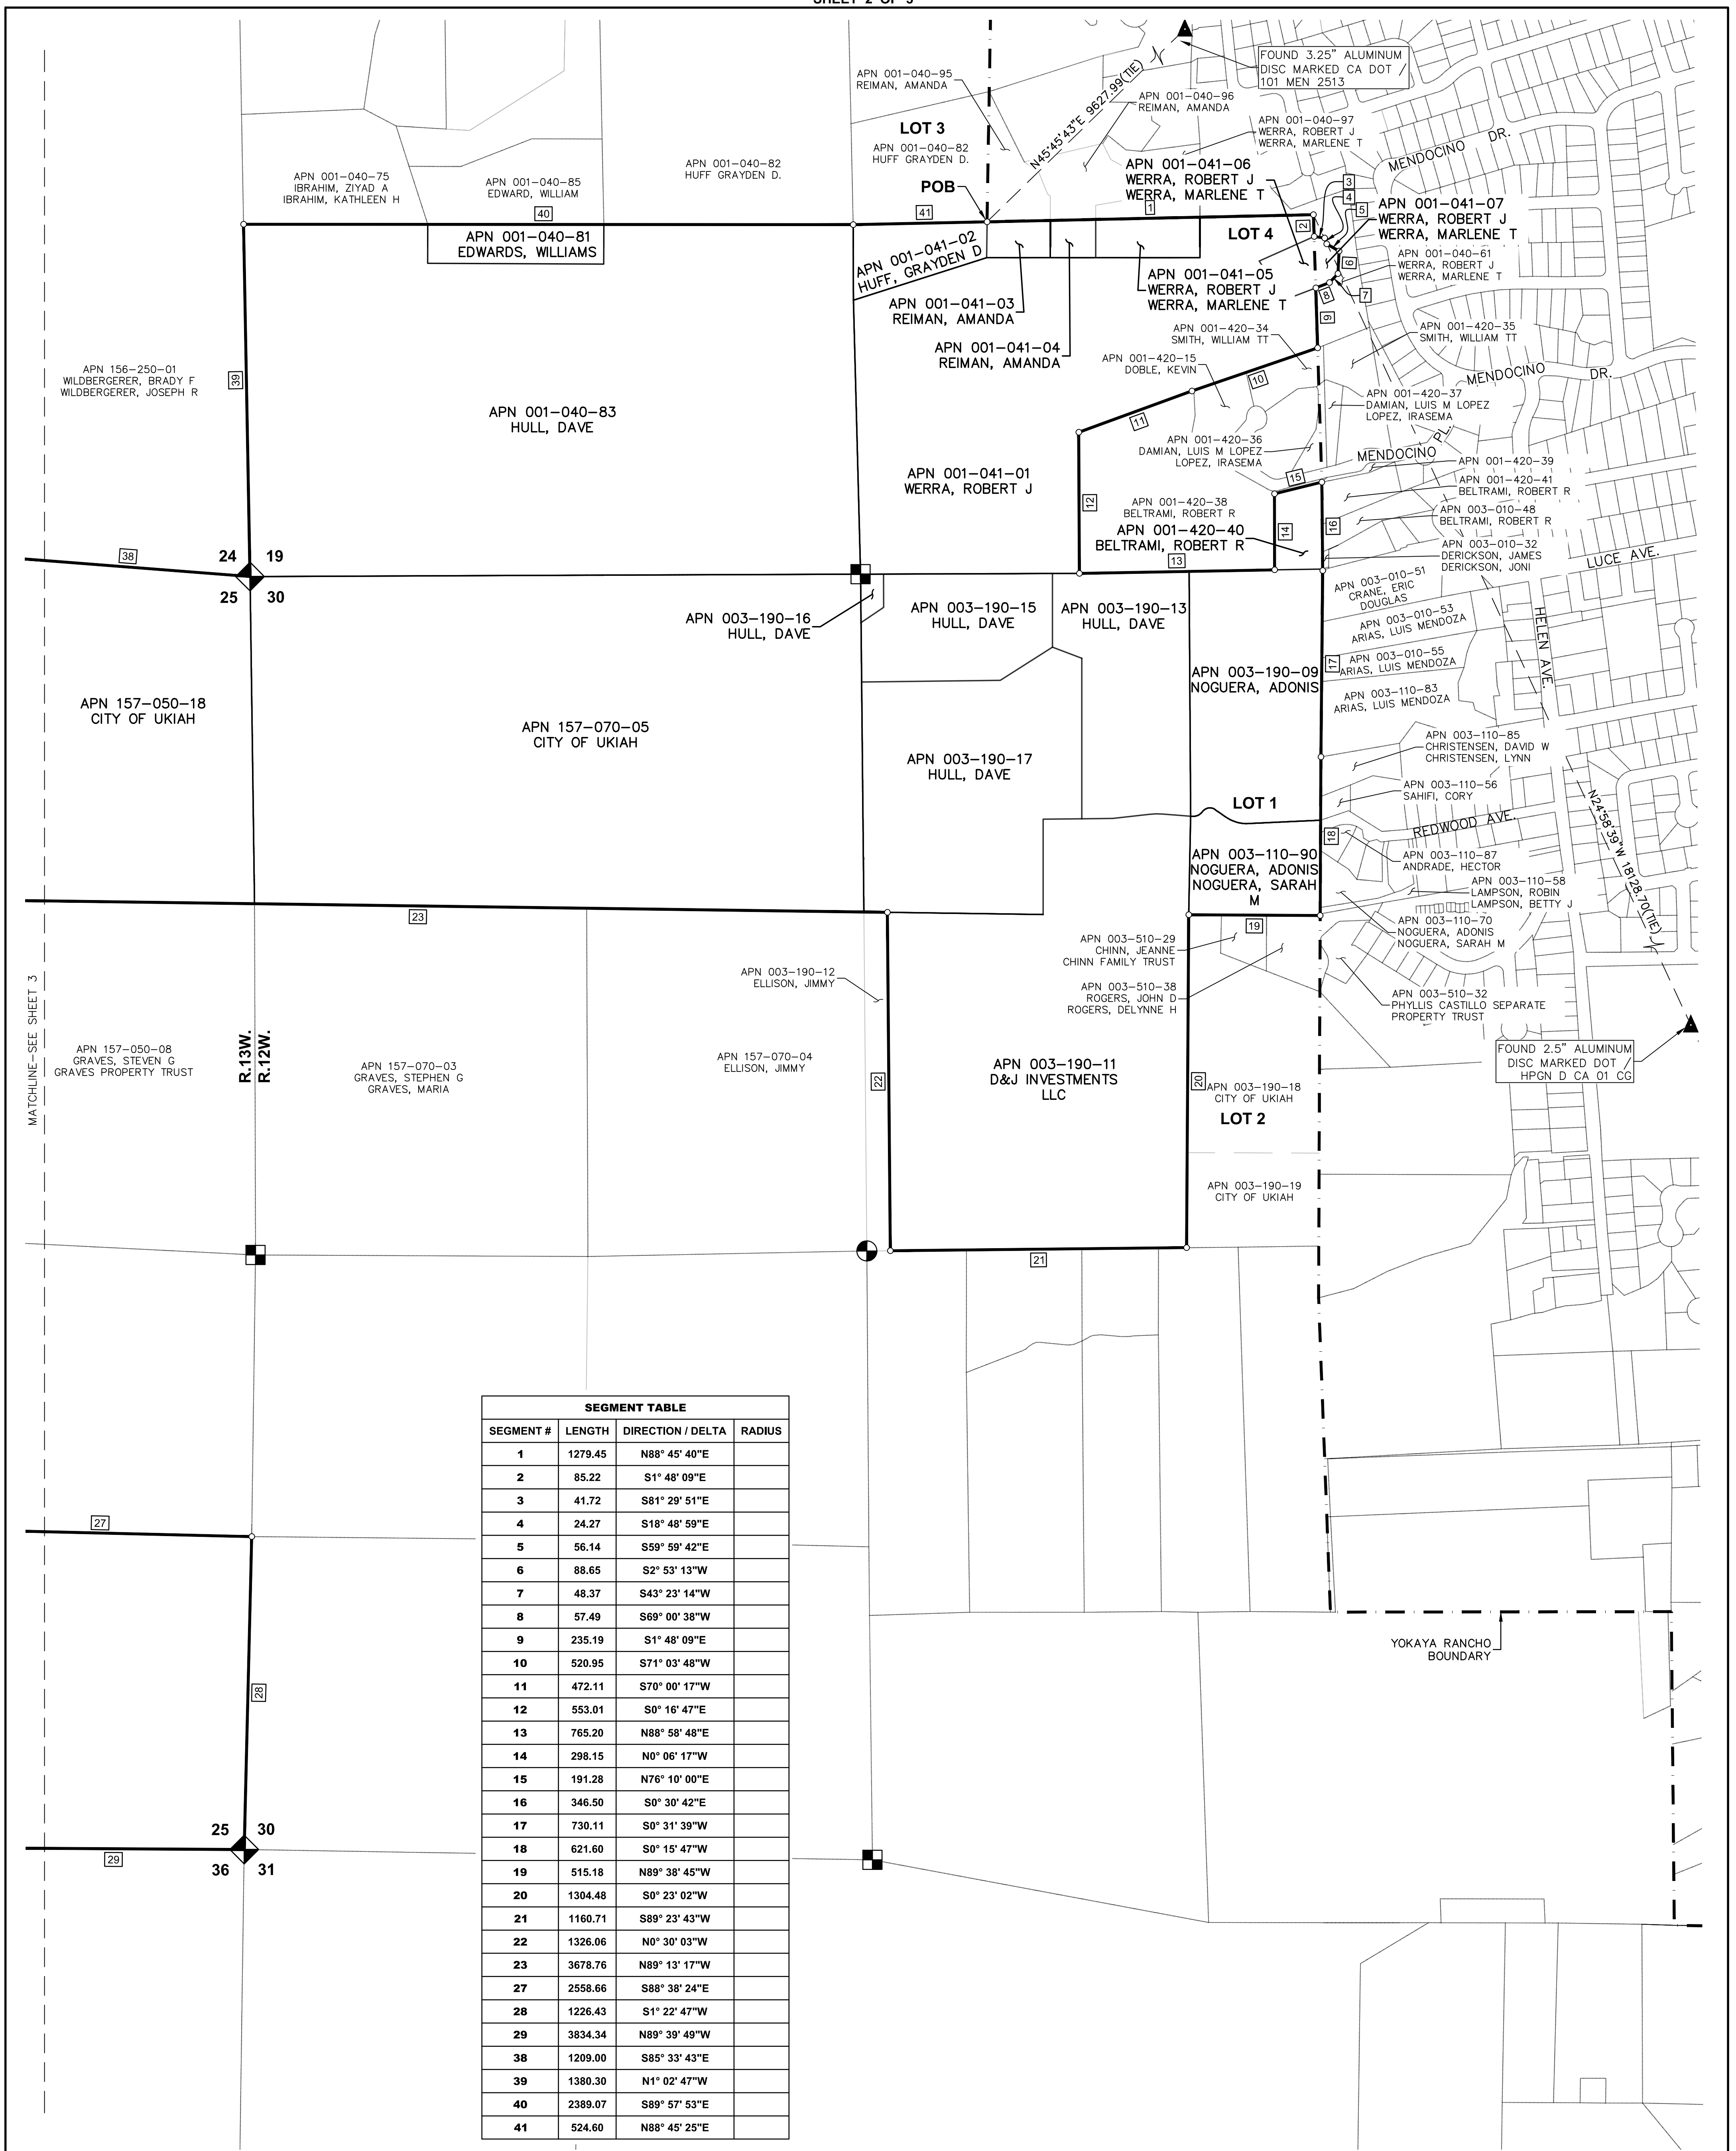 SHEET 2 OF 3
FOUND 3.25" ALUMINUM
DISC MARKED CA DOT /
101 MEN 2513
N45°45'43"E 9627.99(TIE)
APN 001-040-95
REIMAN, AMANDA
APN 001-040-96
REIMAN, AMANDA
APN 001-040-97
WERRA, ROBERT J
WERRA, MARLENE T
MENDOCINO DR.
LOT 3
APN 001-040-82
HUFF GRAYDEN D.
APN 001-040-82
HUFF GRAYDEN D.
APN 001-040-75
IBRAHIM, ZIYAD A
IBRAHIM, KATHLEEN H
APN 001-040-85
EDWARD, WILLIAM
POB
APN 001-041-06
WERRA, ROBERT J
WERRA, MARLENE T
3
4
5
APN 001-041-07
WERRA, ROBERT J
WERRA, MARLENE T
40
41
1
2
LOT 4
APN 001-040-81
EDWARDS, WILLIAMS
APN 001-041-02
HUFF, GRAYDEN D
6
APN 001-040-61
WERRA, ROBERT J
WERRA, MARLENE T
APN 001-041-05
WERRA, ROBERT J
WERRA, MARLENE T
7
8
9
APN 001-041-03
REIMAN, AMANDA
APN 001-041-04
REIMAN, AMANDA
APN 001-420-34
SMITH, WILLIAM TT
APN 001-420-35
SMITH, WILLIAM TT
APN 001-420-15
DOBLE, KEVIN
MENDOCINO DR.
10
11
APN 156-250-01
WILDBERGERER, BRADY F
WILDBERGERER, JOSEPH R
39
APN 001-040-83
HULL, DAVE
APN 001-420-37
DAMIAN, LUIS M LOPEZ
LOPEZ, IRASEMA
APN 001-420-36
DAMIAN, LUIS M LOPEZ
LOPEZ, IRASEMA
MENDOCINO PL.
APN 001-420-39
APN 001-041-01
WERRA, ROBERT J
15
APN 001-420-41
BELTRAMI, ROBERT R
12
APN 001-420-38
BELTRAMI, ROBERT R
APN 001-420-40
BELTRAMI, ROBERT R
14
16
APN 003-010-48
BELTRAMI, ROBERT R
APN 003-010-32
DERICKSON, JAMES
DERICKSON, JONI
LUCE AVE.
13
38
24 19
25 30
APN 003-010-51
CRANE, ERIC
DOUGLAS
APN 003-190-16
HULL, DAVE
APN 003-190-15
HULL, DAVE
APN 003-190-13
HULL, DAVE
APN 003-010-53
ARIAS, LUIS MENDOZA
HELEN AVE.
17
APN 003-010-55
ARIAS, LUIS MENDOZA
APN 003-190-09
NOGUERA, ADONIS
APN 003-110-83
ARIAS, LUIS MENDOZA
APN 157-050-18
CITY OF UKIAH
APN 157-070-05
CITY OF UKIAH
APN 003-190-17
HULL, DAVE
APN 003-110-85
CHRISTENSEN, DAVID W
CHRISTENSEN, LYNN
APN 003-110-56
SAHIFI, CORY
N24°58'39"W 18128.70(TIE)
LOT 1
REDWOOD AVE.
18
APN 003-110-90
NOGUERA, ADONIS
NOGUERA, SARAH
M
APN 003-110-87
ANDRADE, HECTOR
APN 003-110-58
LAMPSON, ROBIN
LAMPSON, BETTY J
23
19
APN 003-110-70
NOGUERA, ADONIS
NOGUERA, SARAH M
APN 003-510-29
CHINN, JEANNE
CHINN FAMILY TRUST
APN 003-190-12
ELLISON, JIMMY
APN 003-510-38
ROGERS, JOHN D
ROGERS, DELYNNE H
APN 003-510-32
PHYLLIS CASTILLO SEPARATE
PROPERTY TRUST
MATCHLINE-SEE SHEET 3
APN 157-050-08
GRAVES, STEVEN G
GRAVES PROPERTY TRUST
R.13W.
R.12W.
APN 157-070-03
GRAVES, STEPHEN G
GRAVES, MARIA
APN 157-070-04
ELLISON, JIMMY
22
APN 003-190-11
D&J INVESTMENTS
LLC
20
APN 003-190-18
CITY OF UKIAH
LOT 2
FOUND 2.5" ALUMINUM
DISC MARKED DOT /
HPGN D CA 01 CG
APN 003-190-19
CITY OF UKIAH
21
SEGMENT TABLE
SEGMENT # LENGTH DIRECTION / DELTA RADIUS
1 1279.45 N88° 45' 40"E
2 85.22 S1° 48' 09"E
3 41.72 S81° 29' 51"E
4 24.27 S18° 48' 59"E
5 56.14 S59° 59' 42"E
6 88.65 S2° 53' 13"W
7 48.37 S43° 23' 14"W
8 57.49 S69° 00' 38"W
9 235.19 S1° 48' 09"E
10 520.95 S71° 03' 48"W
11 472.11 S70° 00' 17"W
12 553.01 S0° 16' 47"E
13 765.20 N88° 58' 48"E
14 298.15 N0° 06' 17"W
15 191.28 N76° 10' 00"E
16 346.50 S0° 30' 42"E
17 730.11 S0° 31' 39"W
18 621.60 S0° 15' 47"W
19 515.18 N89° 38' 45"W
20 1304.48 S0° 23' 02"W
21 1160.71 S89° 23' 43"W
22 1326.06 N0° 30' 03"W
23 3678.76 N89° 13' 17"W
27 2558.66 S88° 38' 24"E
28 1226.43 S1° 22' 47"W
29 3834.34 N89° 39' 49"W
38 1209.00 S85° 33' 43"E
39 1380.30 N1° 02' 47"W
40 2389.07 S89° 57' 53"E
41 524.60 N88° 45' 25"E
27
YOKAYA RANCHO
BOUNDARY
28
25 30
36 31
29